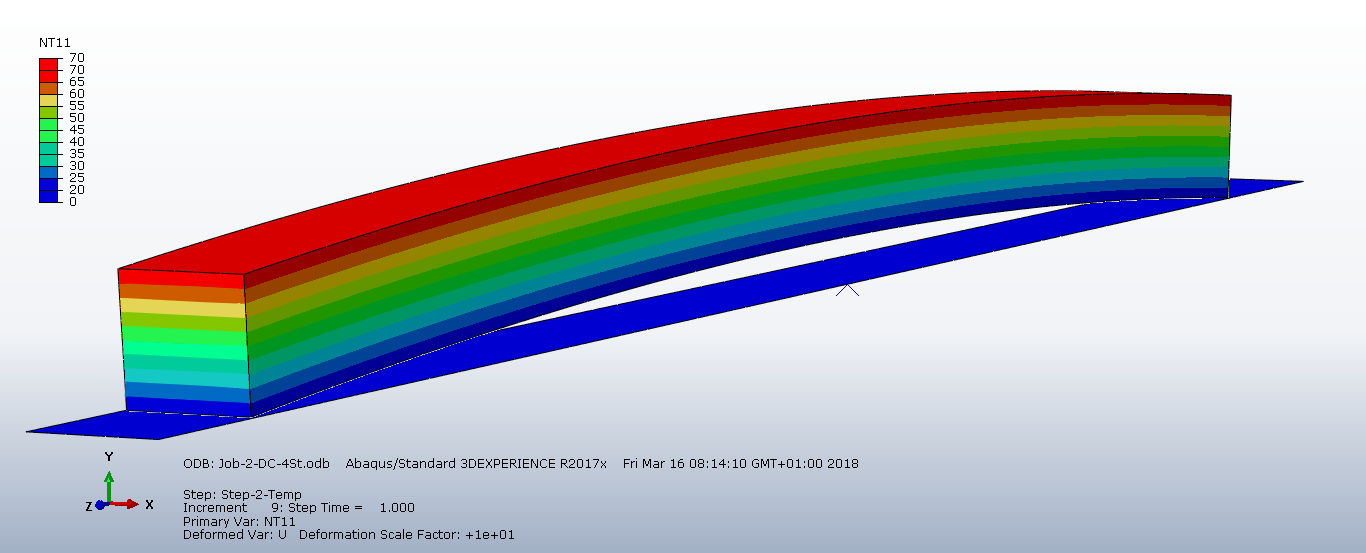 NT11
70
70
65
60
55
50
45
40
35
30
25
20
0
Y
Z X
ODB: Job-2-DC-4St.odb Abaqus/Standard 3DEXPERIENCE R2017x Fri Mar 16 08:14:10 GMT+01:00 2018
Step: Step-2-Temp
Increment 9: Step Time = 1.000
Primary Var: NT11
Deformed Var: U Deformation Scale Factor: +1e+01